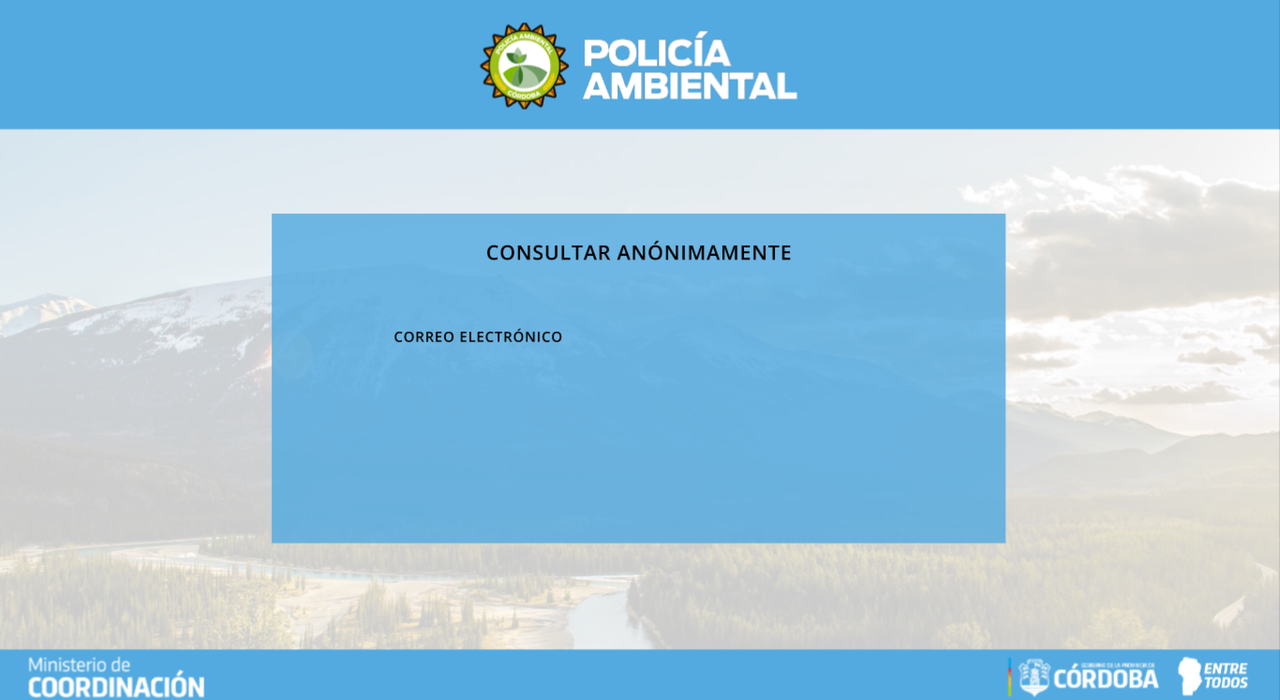 POLICÍA AMBIENTAL
CÓRDOBA
POLICÍA
AMBIENTAL
CONSULTAR ANÓNIMAMENTE
CORREO ELECTRÓNICO
Ministerio de
COORDINACIÓN
GOBIERNO DE LA PROVINCIA DE
CÓRDOBA
ENTRE
TODOS